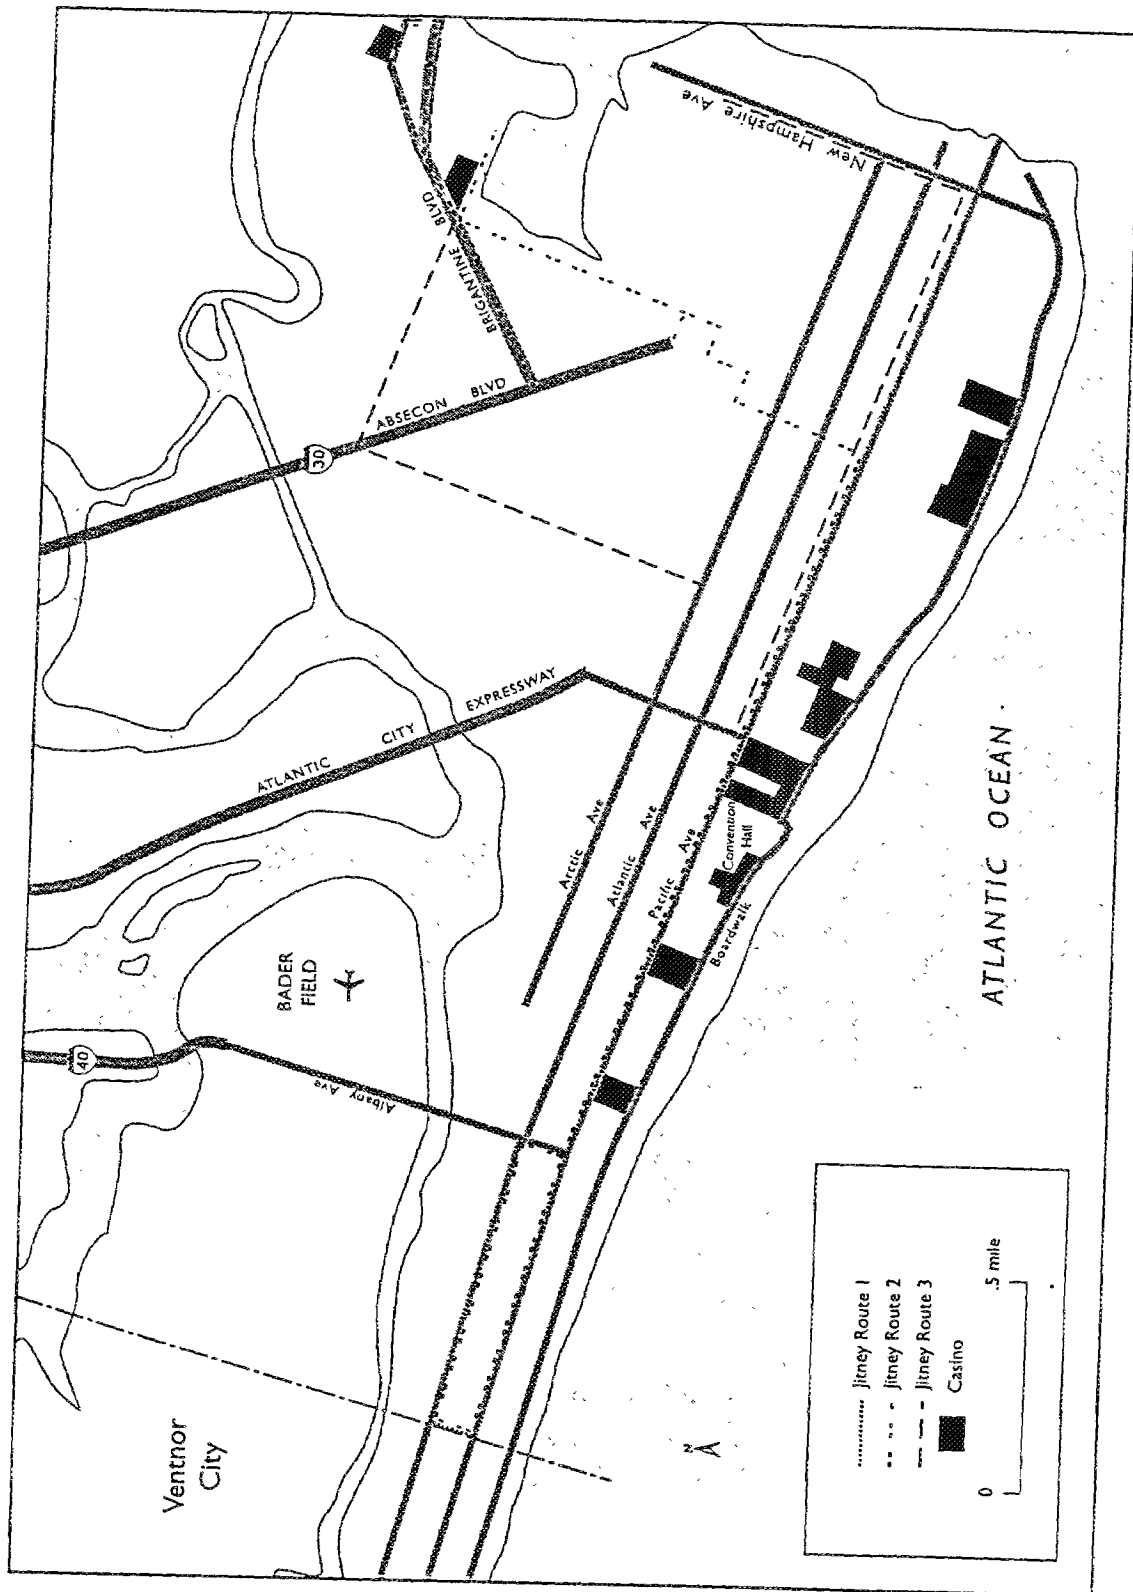 New Hampshire Ave
BRIGANTINE BLVD
ABSECON BLVD
30
ATLANTIC CITY EXPRESSWAY
Arctic Ave
Atlantic Ave
Pacific Ave
Convention
Hall
Boardwalk
BADER
FIELD
40
Albany Ave
ATLANTIC OCEAN
Ventnor
City
N
Jitney Route 1
Jitney Route 2
Jitney Route 3
Casino
0 .5 mile